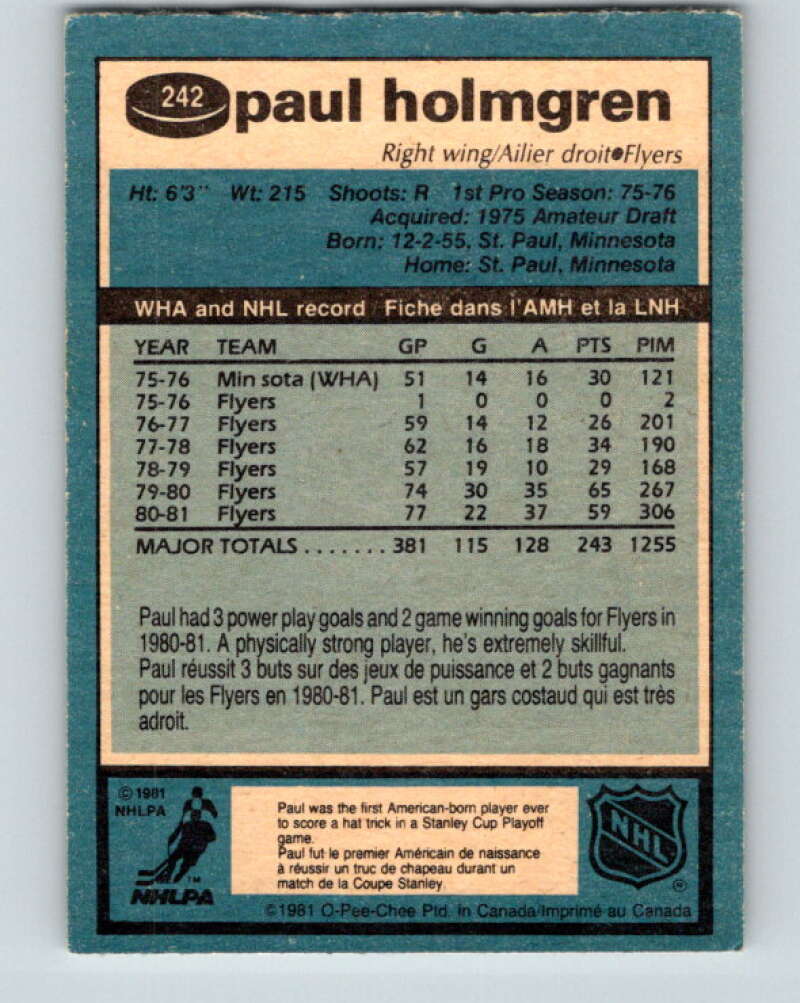 242 paul holmgren
Right wing/Ailier droit●Flyers
Ht: 6'3" Wt: 215 Shoots: R 1st Pro Season: 75-76
Acquired: 1975 Amateur Draft
Born: 12-2-55, St. Paul, Minnesota
Home: St. Paul, Minnesota
WHA and NHL record Fiche dans l'AMH et la LNH
YEAR TEAM GP G A PTS PIM
75-76 Min sota (WHA) 51 14 16 30 121
75-76 Flyers 1 0 0 0 2
76-77 Flyers 59 14 12 26 201
77-78 Flyers 62 16 18 34 190
78-79 Flyers 57 19 10 29 168
79-80 Flyers 74 30 35 65 267
80-81 Flyers 77 22 37 59 306
MAJOR TOTALS ....... 381 115 128 243 1255
Paul had 3 power play goals and 2 game winning goals for Flyers in
1980-81. A physically strong player, he's extremely skillful.
Paul réussit 3 buts sur des jeux de puissance et 2 buts gagnants
pour les Flyers en 1980-81. Paul est un gars costaud qui est très
adroit.
© 1981
NHLPA
TM
NHLPA
Paul was the first American-born player ever
to score a hat trick in a Stanley Cup Playoff
game.
Paul fut le premier Américain de naissance
à réussir un truc de chapeau durant un
match de la Coupe Stanley.
NHL
®
©1981 O-Pee-Chee Ptd. in Canada/Imprimé au Canada